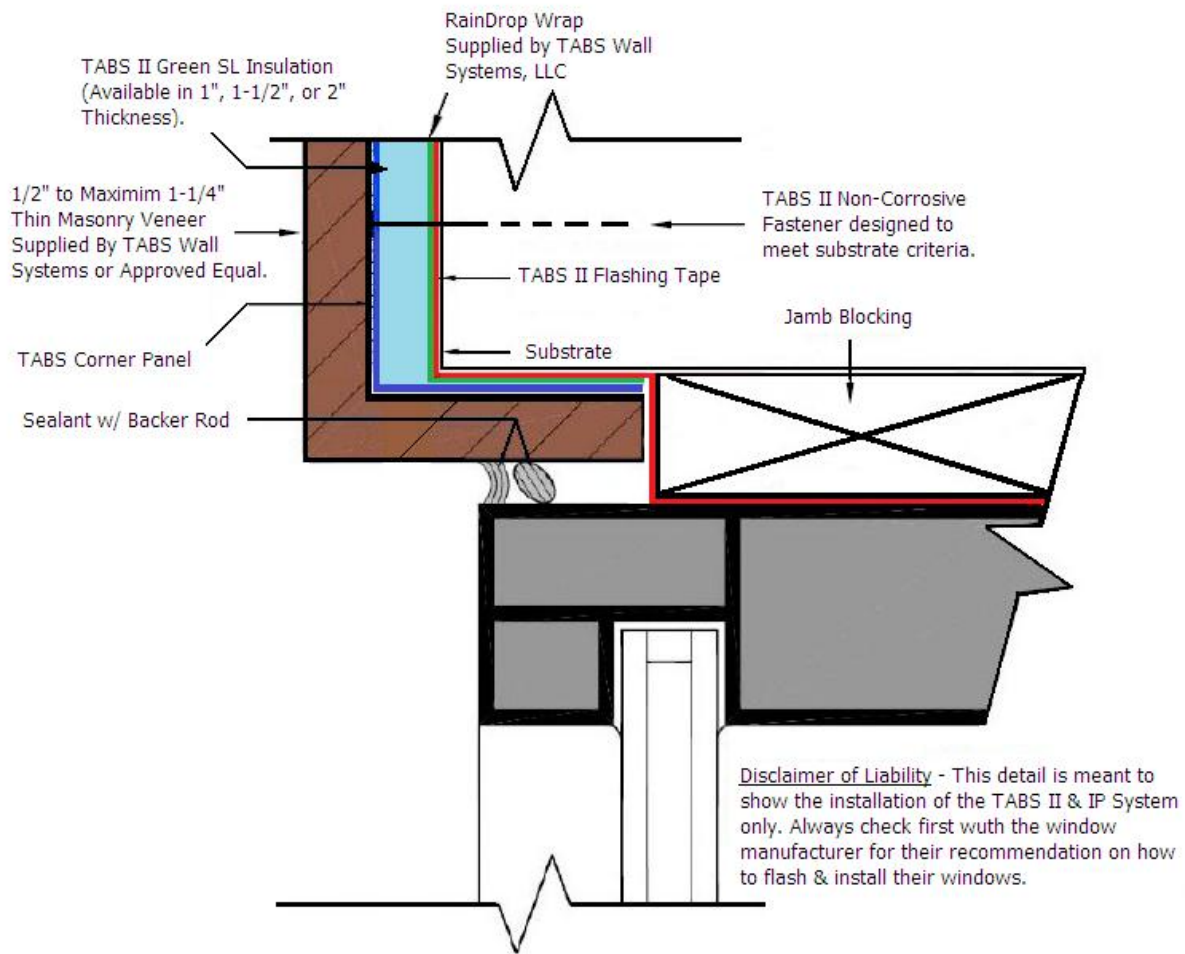 RainDrop Wrap
Supplied by TABS Wall
Systems, LLC
TABS II Green SL Insulation
(Available in 1", 1-1/2", or 2"
Thickness).
1/2" to Maximim 1-1/4"
Thin Masonry Veneer
Supplied By TABS Wall
Systems or Approved Equal.
TABS II Non-Corrosive
Fastener designed to
meet substrate criteria.
TABS II Flashing Tape
Jamb Blocking
TABS Corner Panel
Substrate
Sealant w/ Backer Rod
Disclaimer of Liability - This detail is meant to
show the installation of the TABS II & IP System
only. Always check first wuth the window
manufacturer for their recommendation on how
to flash & install their windows.